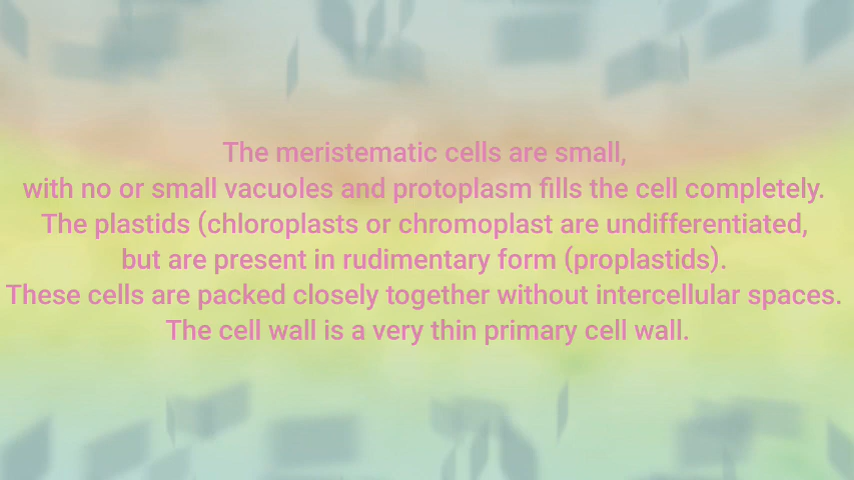 The meristematic cells are small,
with no or small vacuoles and protoplasm fills the cell completely.
The plastids (chloroplasts or chromoplast are undifferentiated,
but are present in rudimentary form (proplastids).
These cells are packed closely together without intercellular spaces.
The cell wall is a very thin primary cell wall.